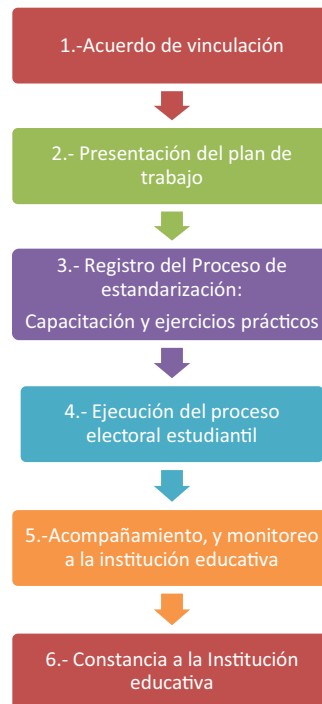 1.-Acuerdo de vinculación
2.- Presentación del plan de
trabajo
3.- Registro del Proceso de
estandarización:
Capacitación y ejercicios prácticos
4.- Ejecución del proceso
electoral estudiantil
5.-Acompañamiento, y monitoreo
a la institución educativa
6.- Constancia a la Institución
educativa